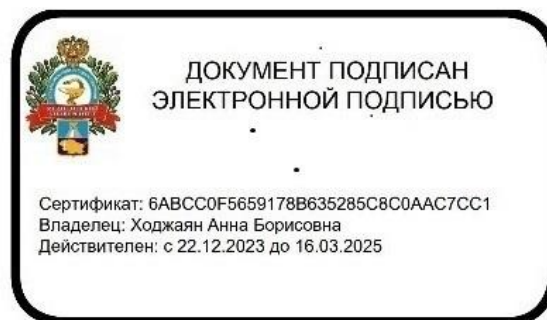 ДОКУМЕНТ ПОДПИСАН
ЭЛЕКТРОННОЙ ПОДПИСЬЮ
Сертификат: 6ABCC0F5659178B635285C8C0AAC7CC1
Владелец: Ходжаян Анна Борисовна
Действителен: с 22.12.2023 до 16.03.2025